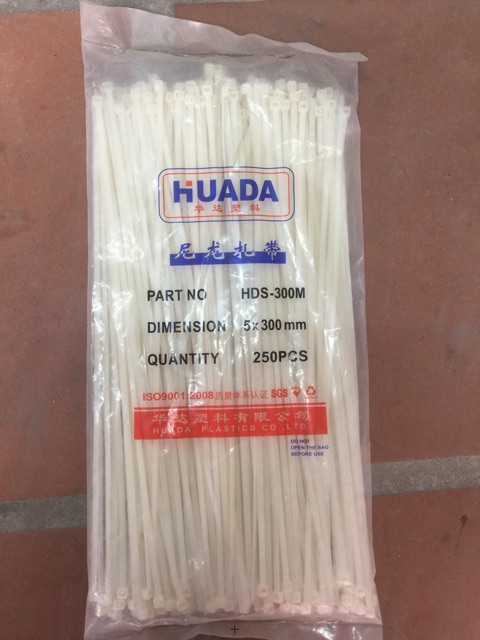 HUADA
华达塑料
尼龙扎带
PART NO HDS-300M
DIMENSION 5×300mm
QUANTITY 250PCS
ISO9001:2008质量体系认证 SGS
华达塑料有限公司
HUADA PLASTICS CO.,LTD.
DO NOT
OPEN THE BAG
BEFORE USE